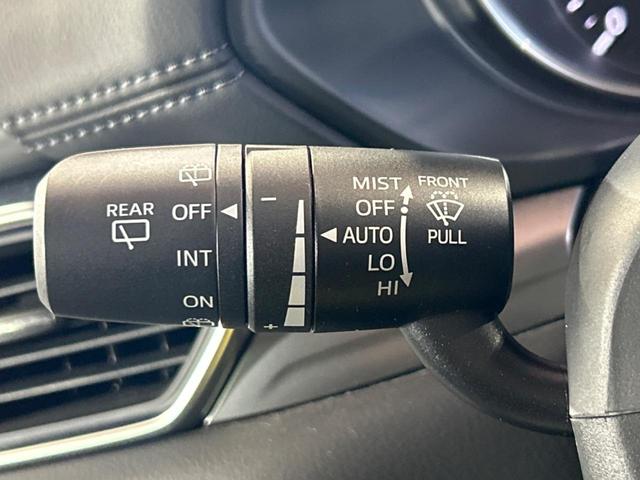 REAR
OFF
INT
ON
−
+
MIST
OFF
AUTO
LO
HI
FRONT
PULL